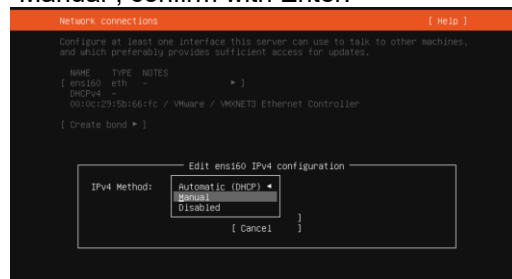 "Manual", confirm with Enter.
Network connections [ Help ]
Configure at least one interface this server can use to talk to other machines,
and which preferably provides sufficient access for updates.
NAME TYPE NOTES
[ ens160 eth - ▸ ]
DHCPv4 -
00:0c:29:5b:66:fc / VMware / VMXNET3 Ethernet Controller
[ Create bond ▸ ]
Edit ens160 IPv4 configuration
IPv4 Method: Automatic (DHCP) ◂
Manual
Disabled
]
[ Cancel ]